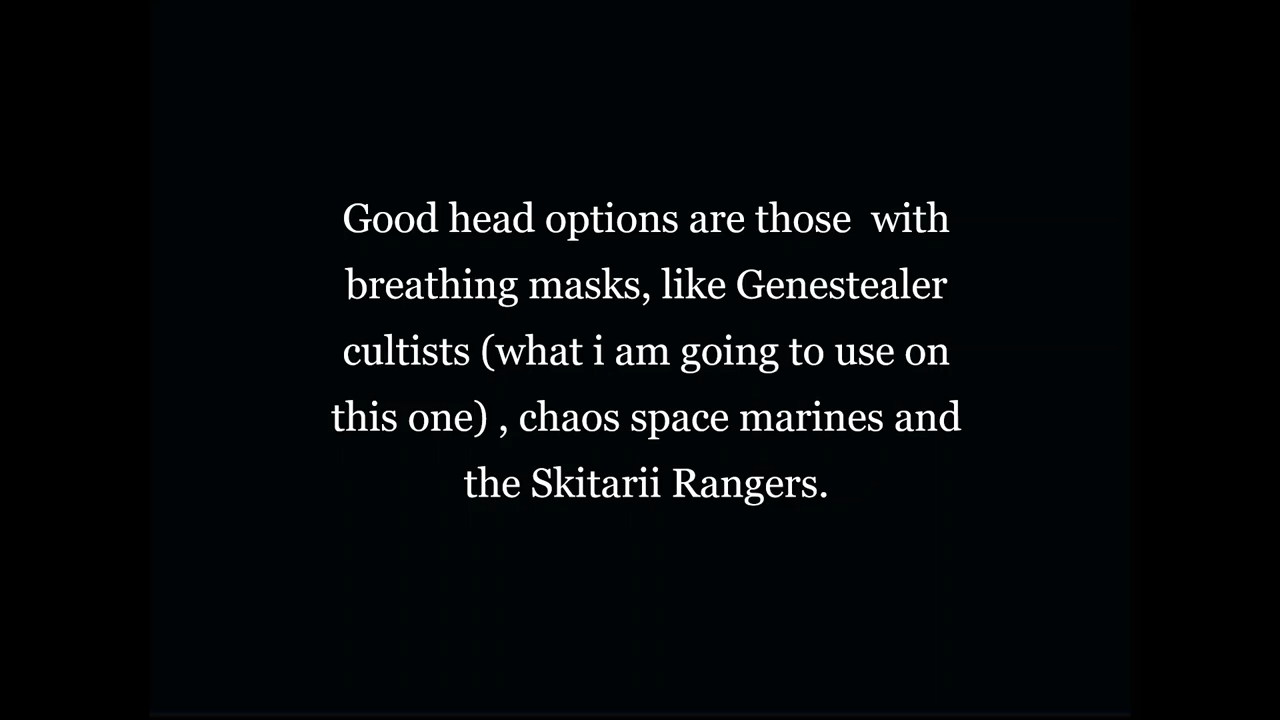 Good head options are those  with
breathing masks, like Genestealer
cultists (what i am going to use on
this one) , chaos space marines and
the Skitarii Rangers.